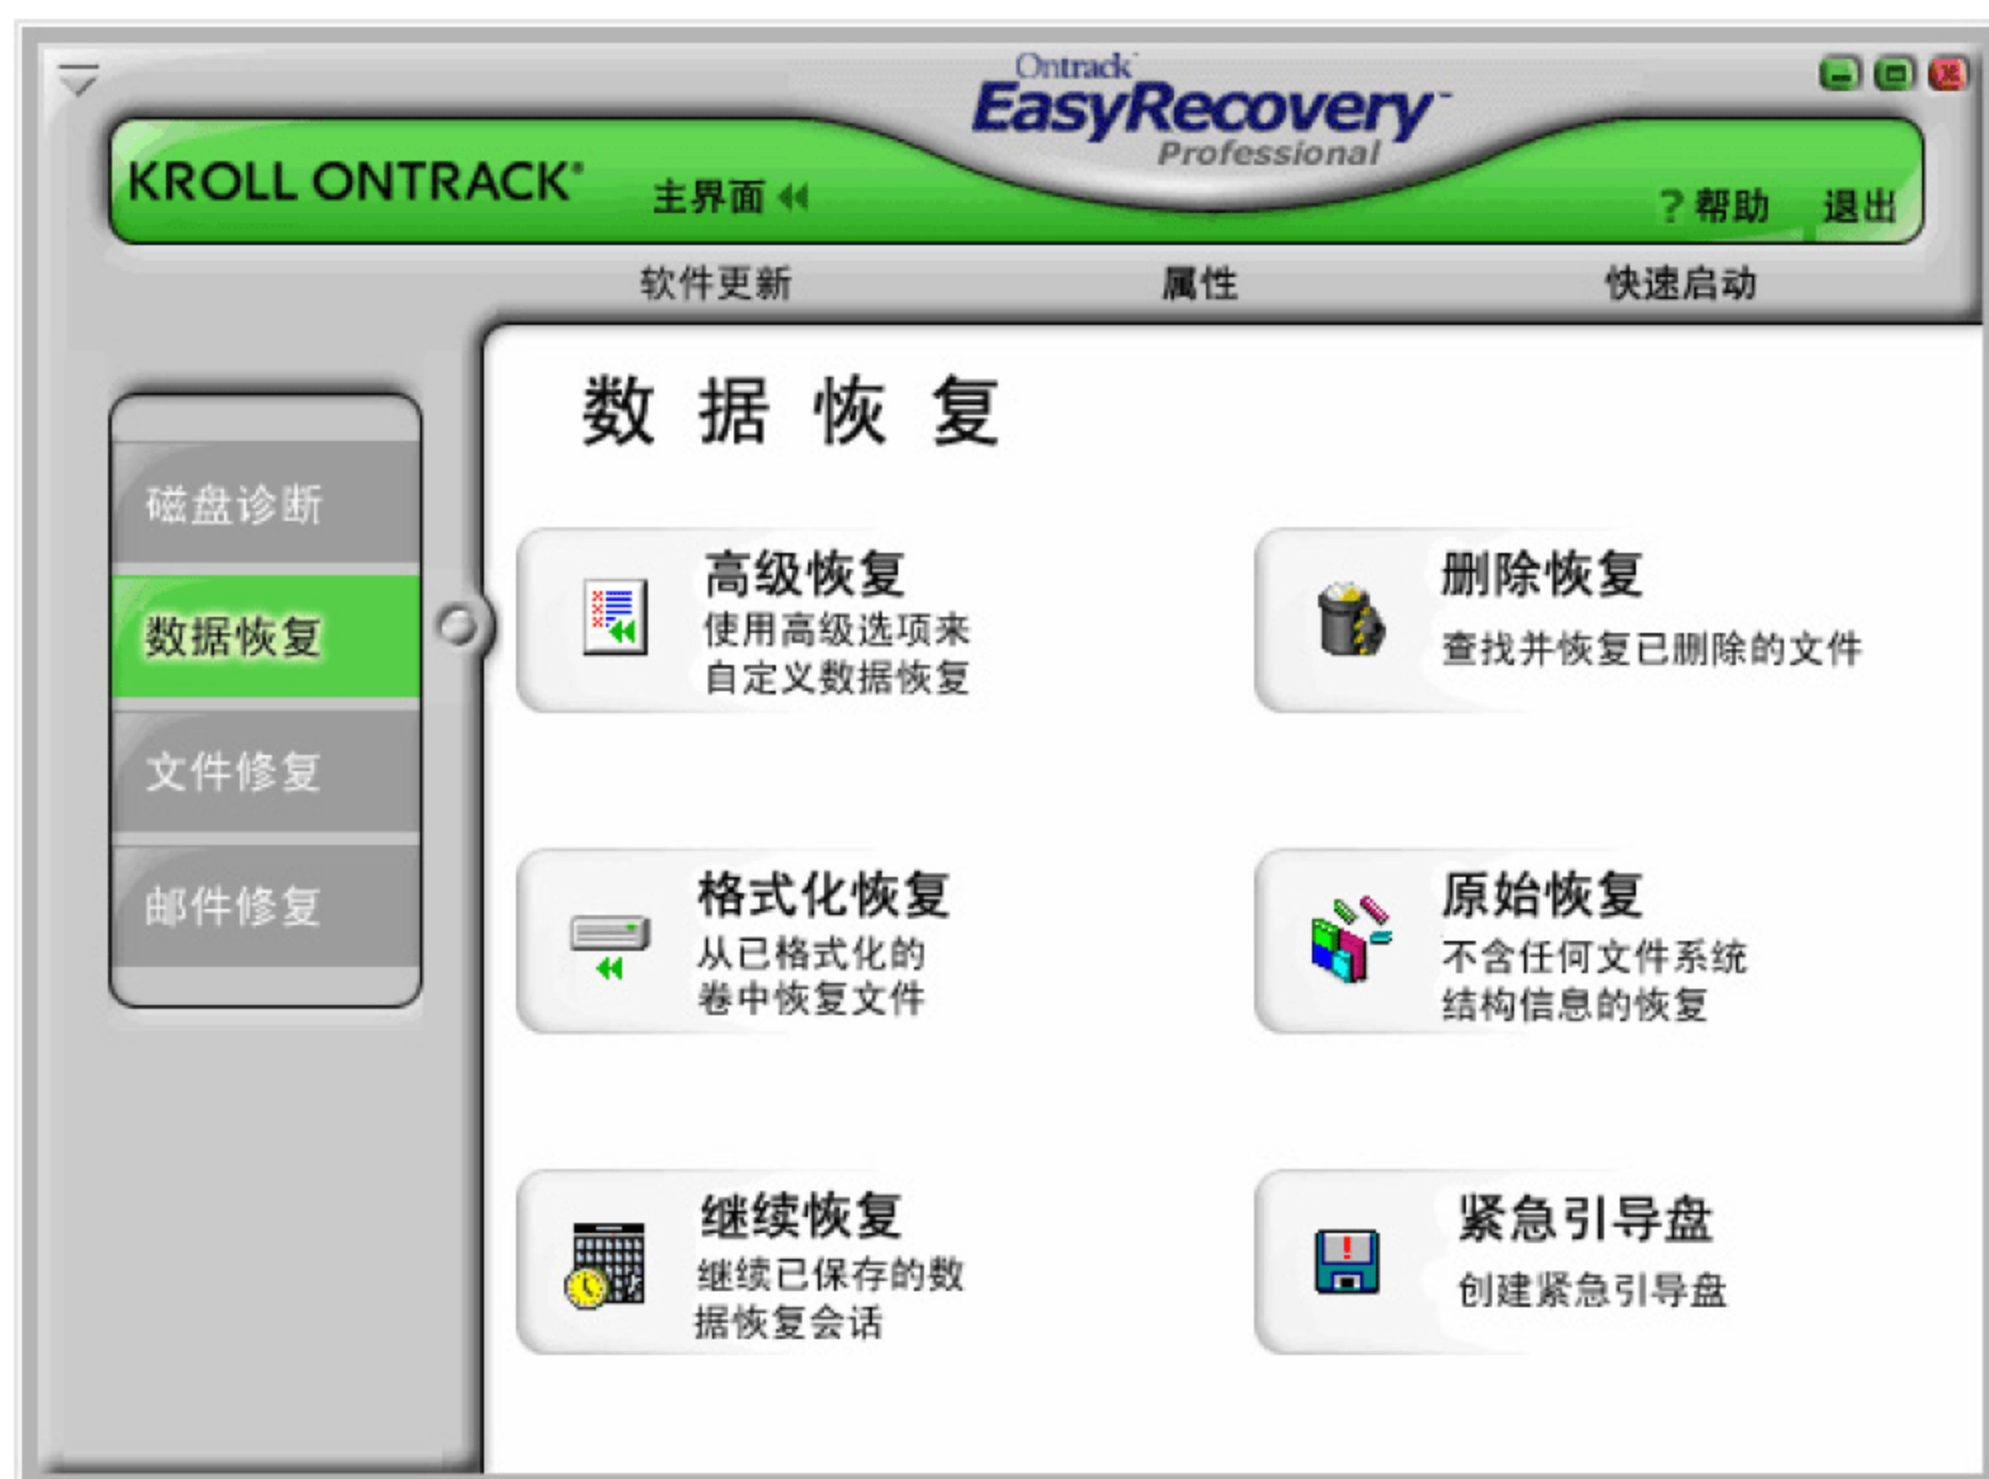 Ontrack™
EasyRecovery™
Professional
KROLL ONTRACK®
主界面
?帮助 退出
软件更新 属性 快速启动
磁盘诊断
数据恢复
文件修复
邮件修复
数据恢复
高级恢复
使用高级选项来
自定义数据恢复
删除恢复
查找并恢复已删除的文件
格式化恢复
从已格式化的
卷中恢复文件
原始恢复
不含任何文件系统
结构信息的恢复
继续恢复
继续已保存的数
据恢复会话
紧急引导盘
创建紧急引导盘